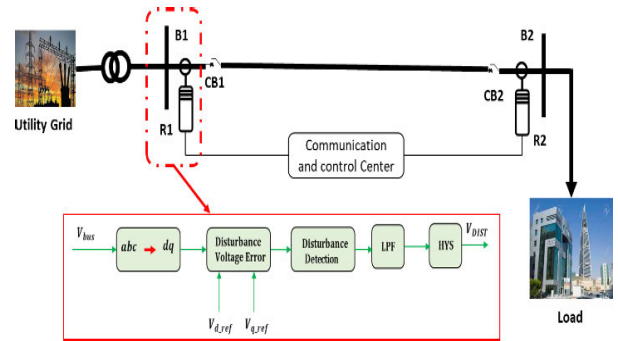 B1
B2
CB1
CB2
Utility Grid
R1
R2
Communication
and control Center
V_bus
abc → dq
Disturbance
Voltage Error
Disturbance
Detection
LPF
HYS
V_DIST
V_d_ref
V_q_ref
Load